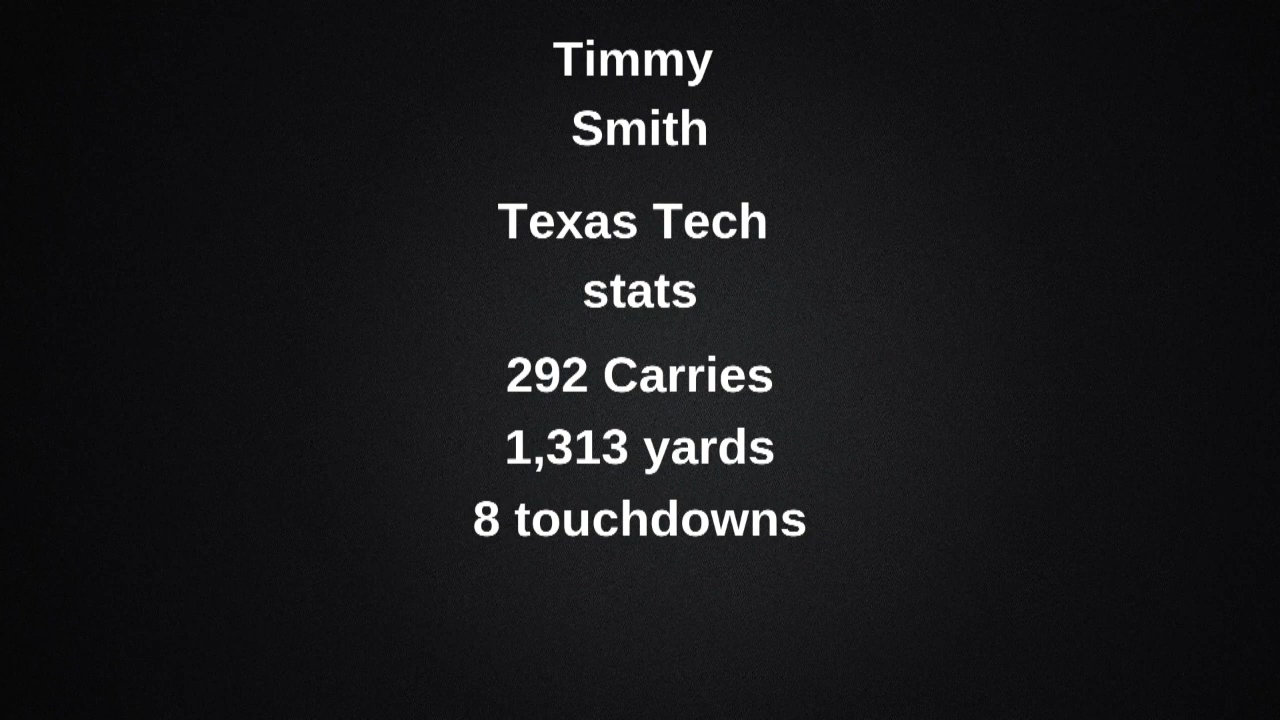 Timmy
Smith
Texas Tech
stats
292 Carries
1,313 yards
8 touchdowns